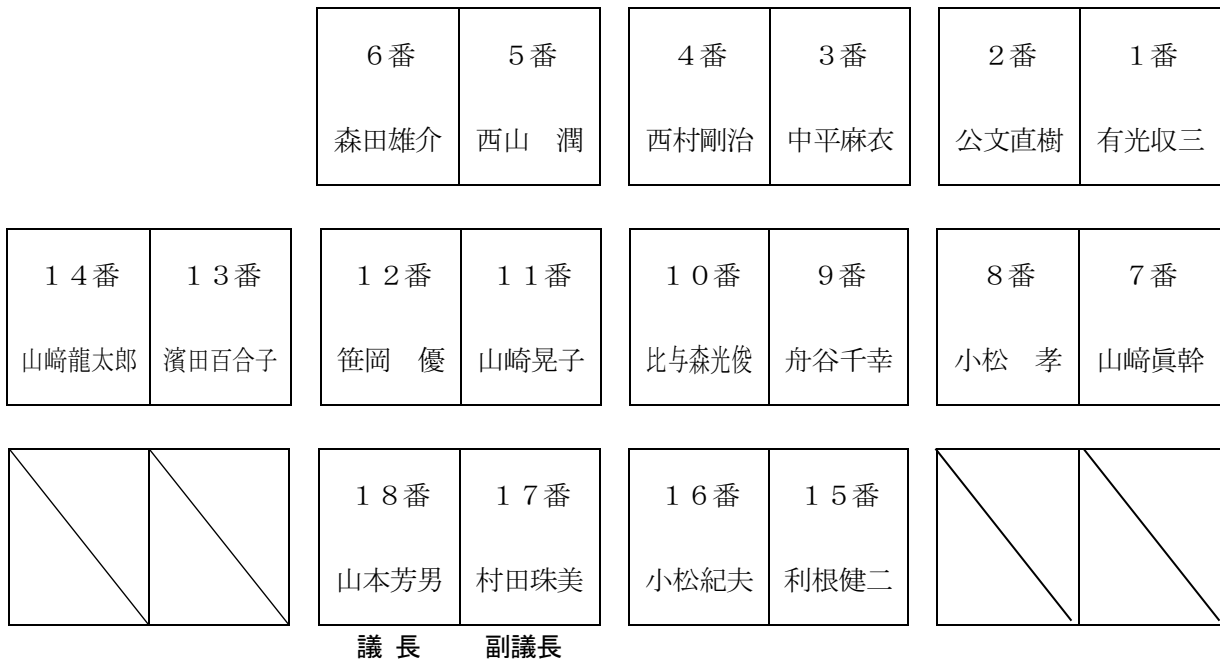 6番 5番 4番 3番 2番 1番
森田雄介 西山　潤 西村剛治 中平麻衣 公文直樹 有光収三
14番 13番 12番 11番 10番 9番 8番 7番
山﨑龍太郎 濱田百合子 笹岡　優 山崎晃子 比与森光俊 舟谷千幸 小松　孝 山﨑眞幹
18番 17番 16番 15番
山本芳男 村田珠美 小松紀夫 利根健二
議 長 副議長